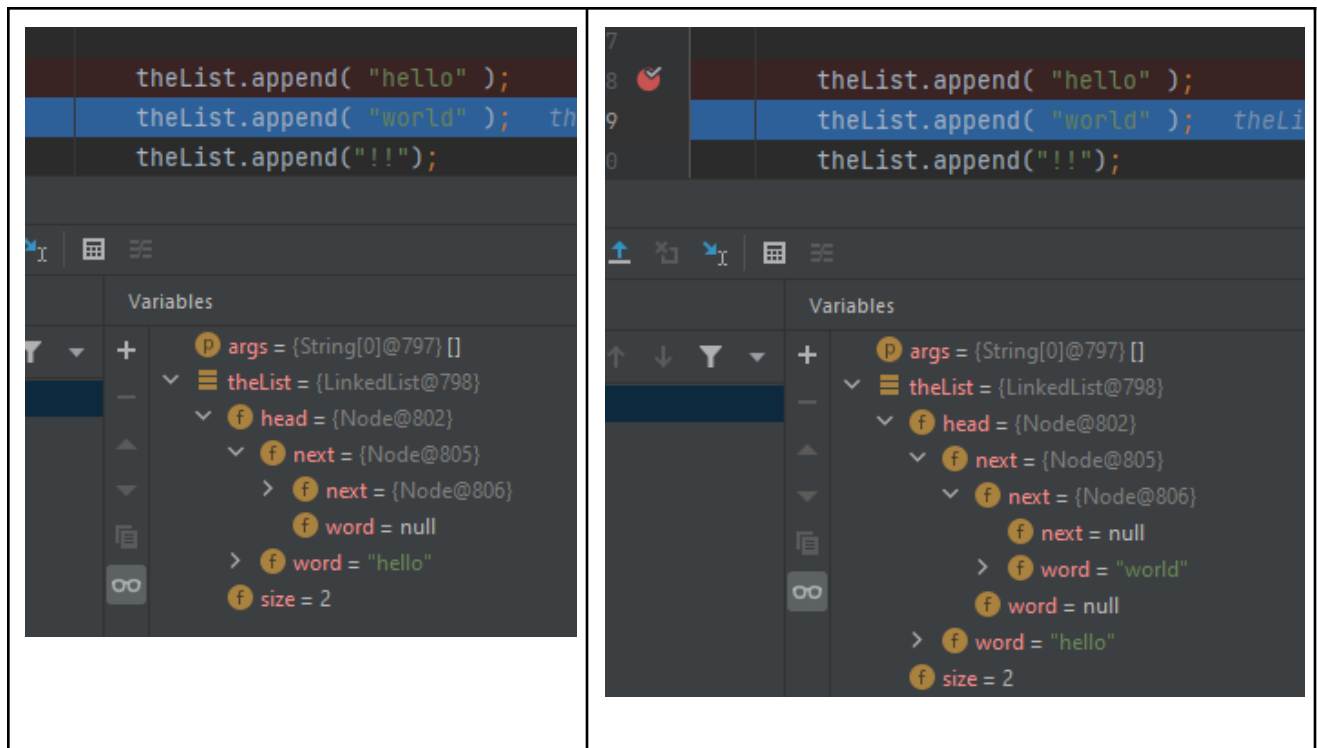 theList.append( "hello" );
theList.append( "world" ); th
theList.append("!!");
Variables
+ p args = {String[0]@797} []
theList = {LinkedList@798}
f head = {Node@802}
f next = {Node@805}
f next = {Node@806}
f word = null
f word = "hello"
f size = 2
7
8 theList.append( "hello" );
9 theList.append( "world" ); theLi
0 theList.append("!!");
Variables
+ p args = {String[0]@797} []
theList = {LinkedList@798}
f head = {Node@802}
f next = {Node@805}
f next = {Node@806}
f next = null
f word = "world"
f word = null
f word = "hello"
f size = 2